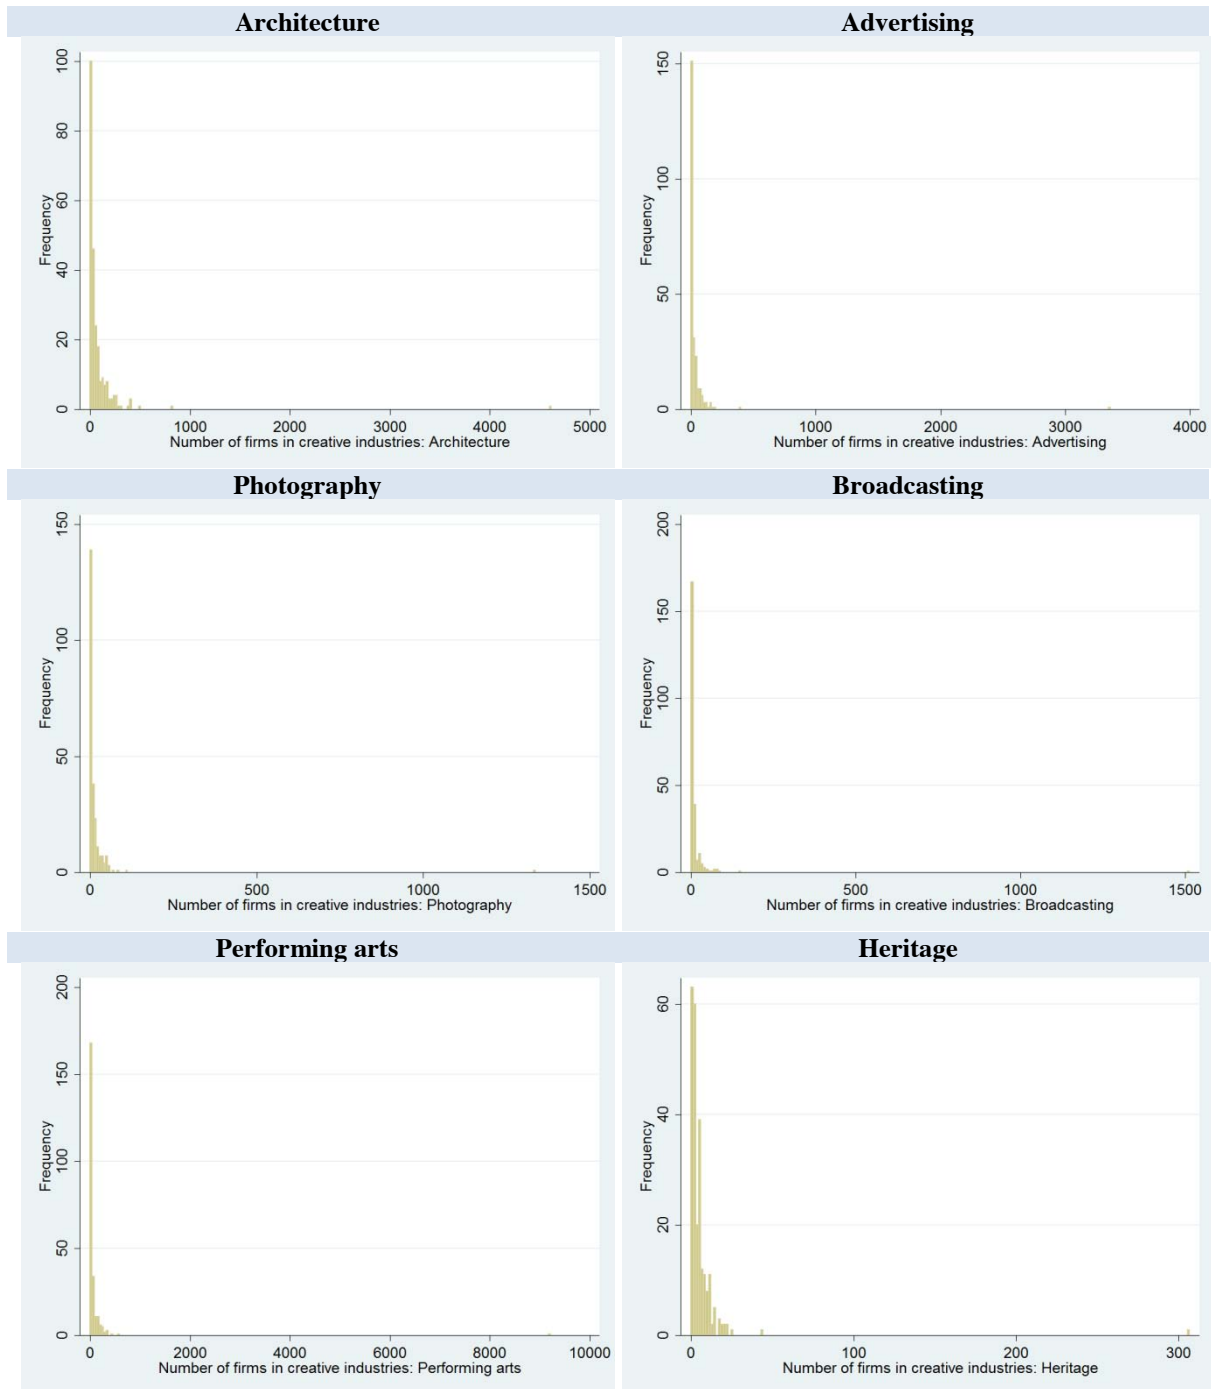 Architecture
Advertising
100
80
60
40
20
0
Frequency
0 1000 2000 3000 4000 5000
Number of firms in creative industries: Architecture
150
100
50
0
Frequency
0 1000 2000 3000 4000
Number of firms in creative industries: Advertising
Photography
Broadcasting
150
100
50
0
Frequency
0 500 1000 1500
Number of firms in creative industries: Photography
200
150
100
50
0
Frequency
0 500 1000 1500
Number of firms in creative industries: Broadcasting
Performing arts
Heritage
200
150
100
50
0
Frequency
0 2000 4000 6000 8000 10000
Number of firms in creative industries: Performing arts
60
40
20
0
Frequency
0 100 200 300
Number of firms in creative industries: Heritage